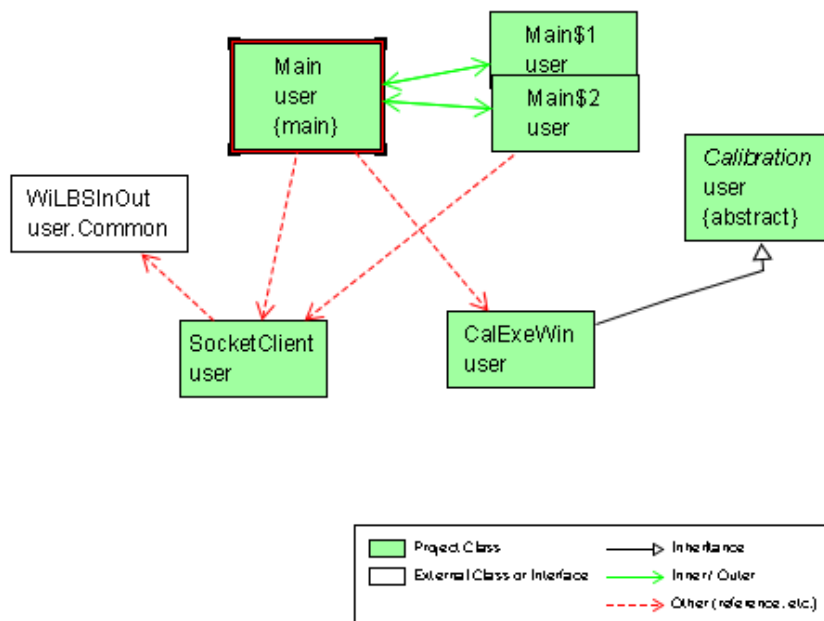 Main
user
{main}
Main$1
user
Main$2
user
Calibration
user
{abstract}
WiLBSInOut
user.Common
SocketClient
user
CalExeWin
user
Project Class
External Class or Interface
Inheritance
Inner / Outer
Other (reference, etc.)